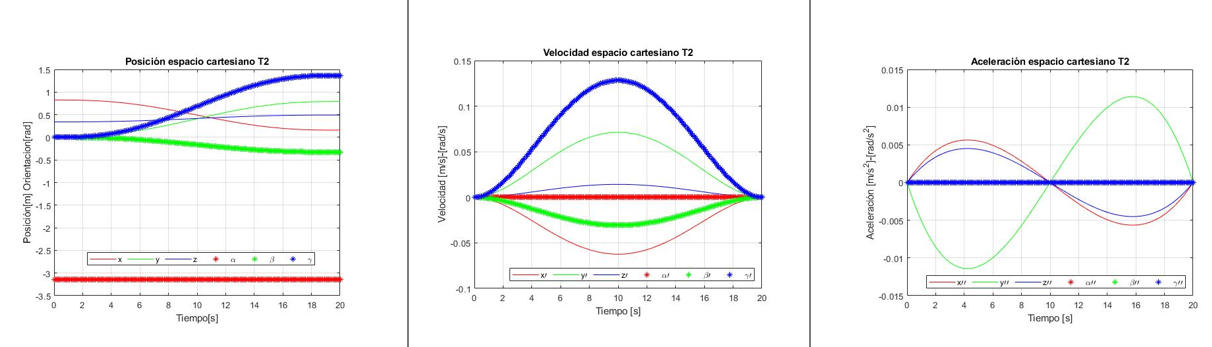 Posición espacio cartesiano T2
1.5
1
0.5
0
-0.5
-1
-1.5
-2
-2.5
-3
-3.5
Posición[m] Orientacion[rad]
x y z α β γ
0 2 4 6 8 10 12 14 16 18 20
Tiempo[s]
Velocidad espacio cartesiano T2
0.15
0.1
0.05
0
-0.05
-0.1
Velocidad [m/s]-[rad/s]
x′ y′ z′ α′ β′ γ′
0 2 4 6 8 10 12 14 16 18 20
Tiempo [s]
Aceleración espacio cartesiano T2
0.015
0.01
0.005
0
-0.005
-0.01
-0.015
Aceleración [m/s²]-[rad/s²]
x′′ y′′ z′′ α′′ β′′ γ′′
0 2 4 6 8 10 12 14 16 18 20
Tiempo [s]